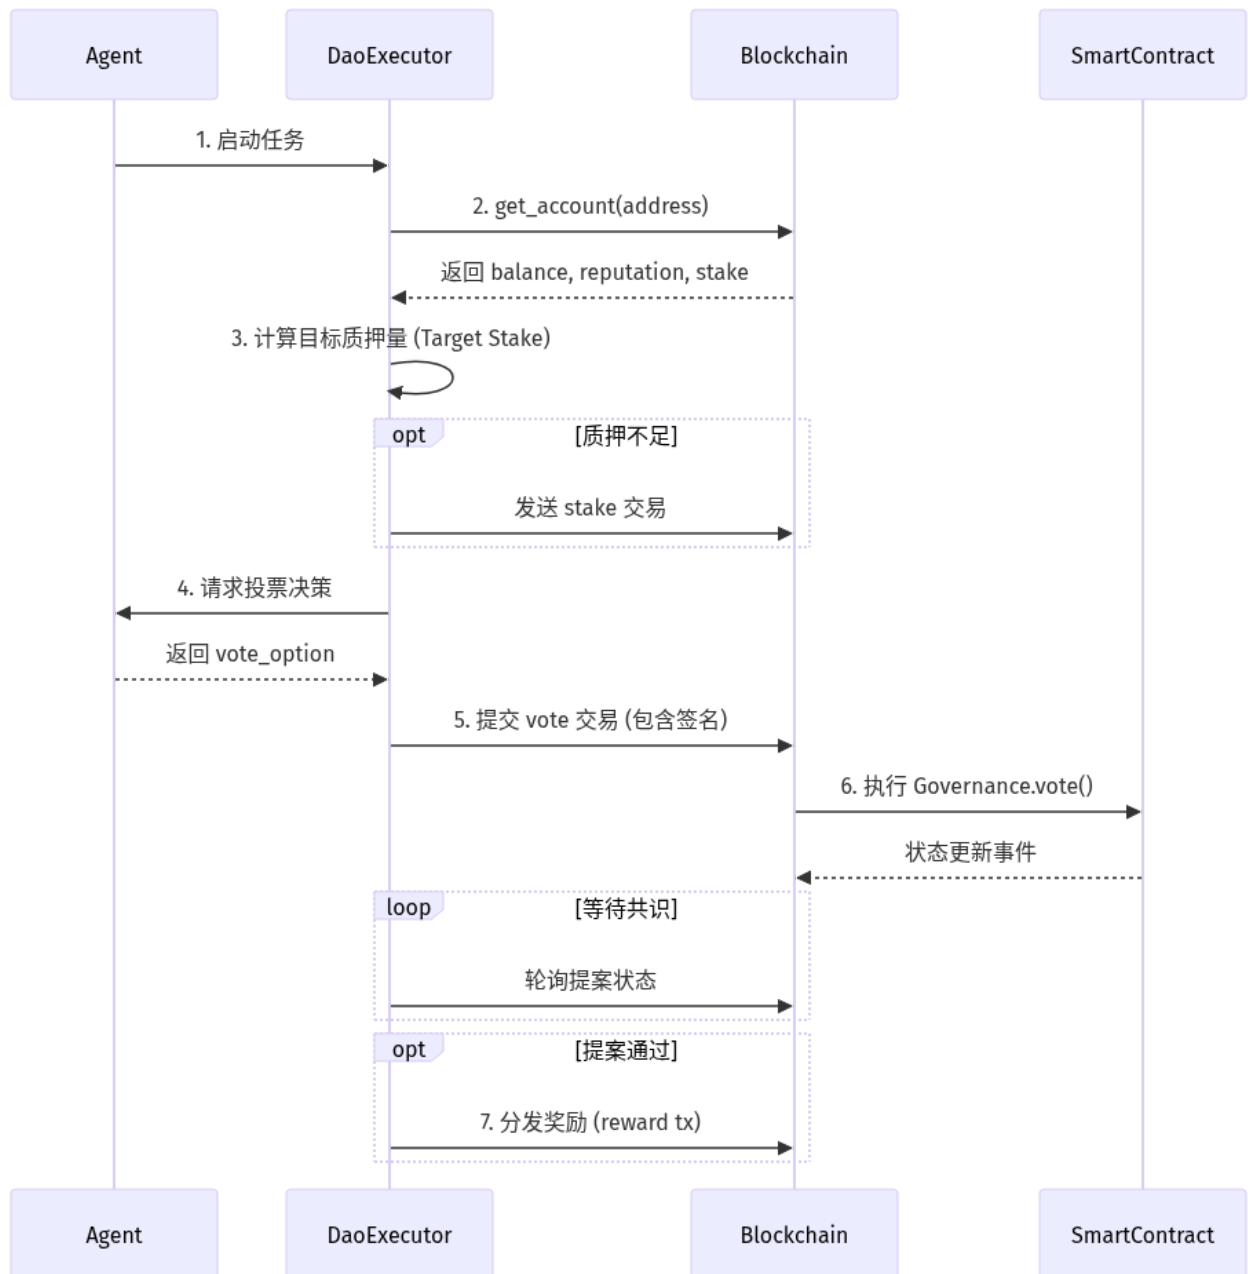 Agent
DaoExecutor
Blockchain
SmartContract
1. 启动任务
2. get_account(address)
返回 balance, reputation, stake
3. 计算目标质押量 (Target Stake)
opt
[质押不足]
发送 stake 交易
4. 请求投票决策
返回 vote_option
5. 提交 vote 交易 (包含签名)
6. 执行 Governance.vote()
状态更新事件
loop
[等待共识]
轮询提案状态
opt
[提案通过]
7. 分发奖励 (reward tx)
Agent
DaoExecutor
Blockchain
SmartContract